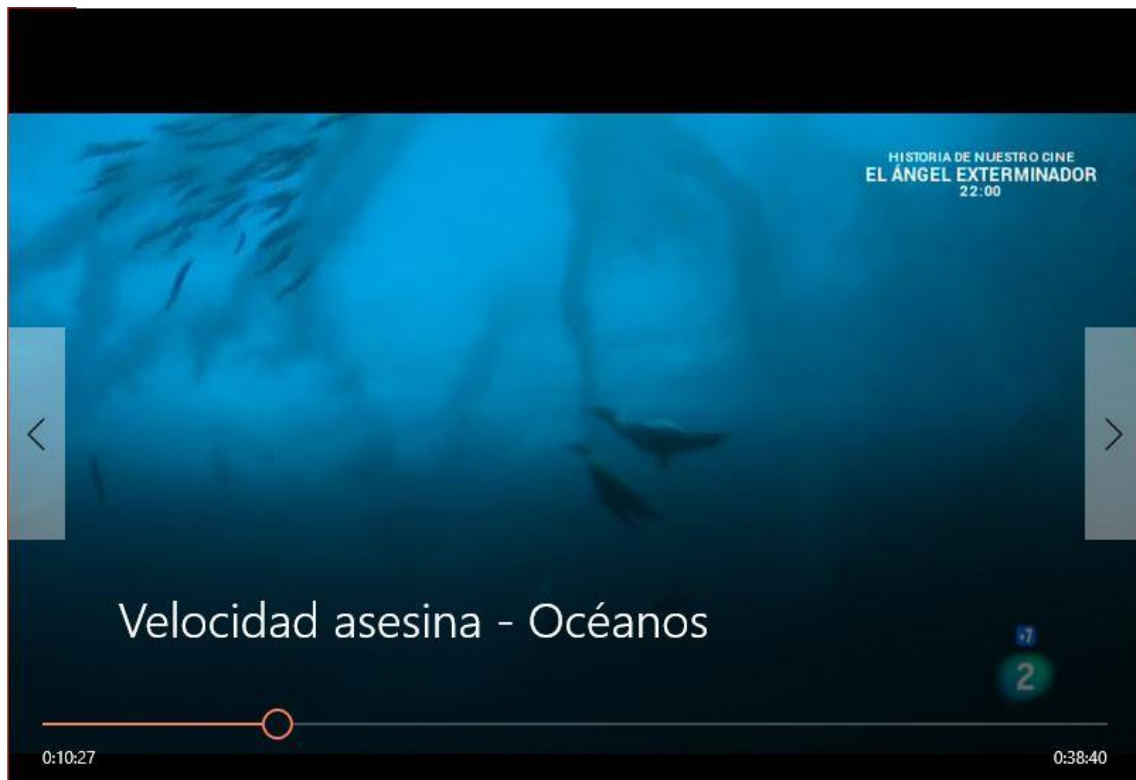 HISTORIA DE NUESTRO CINE
EL ÁNGEL EXTERMINADOR
22:00
Velocidad asesina - Océanos
+7
2
0:10:27
0:38:40